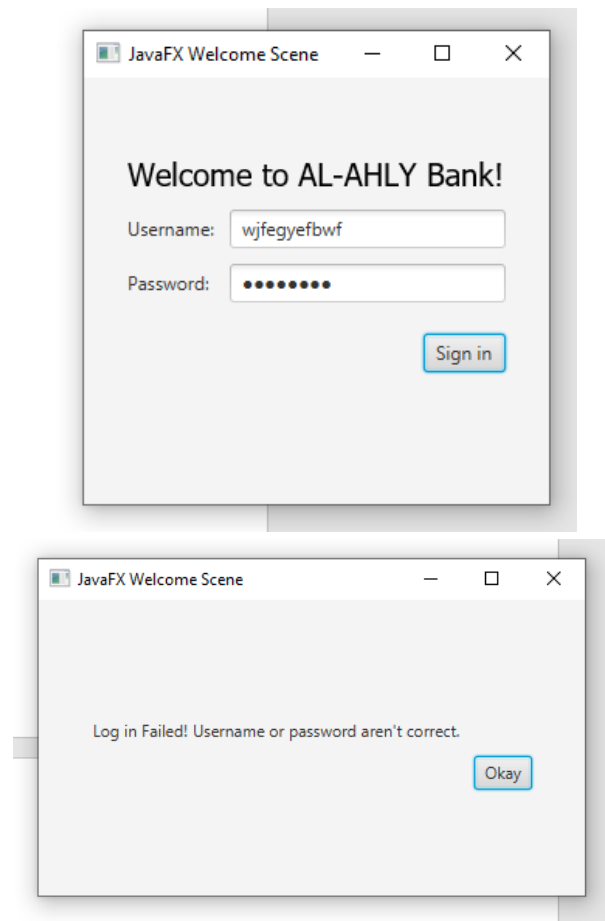 JavaFX Welcome Scene
Welcome to AL-AHLY Bank!
Username: wjfegyefbwf
Password: ●●●●●●●●
Sign in
JavaFX Welcome Scene
Log in Failed! Username or password aren't correct.
Okay